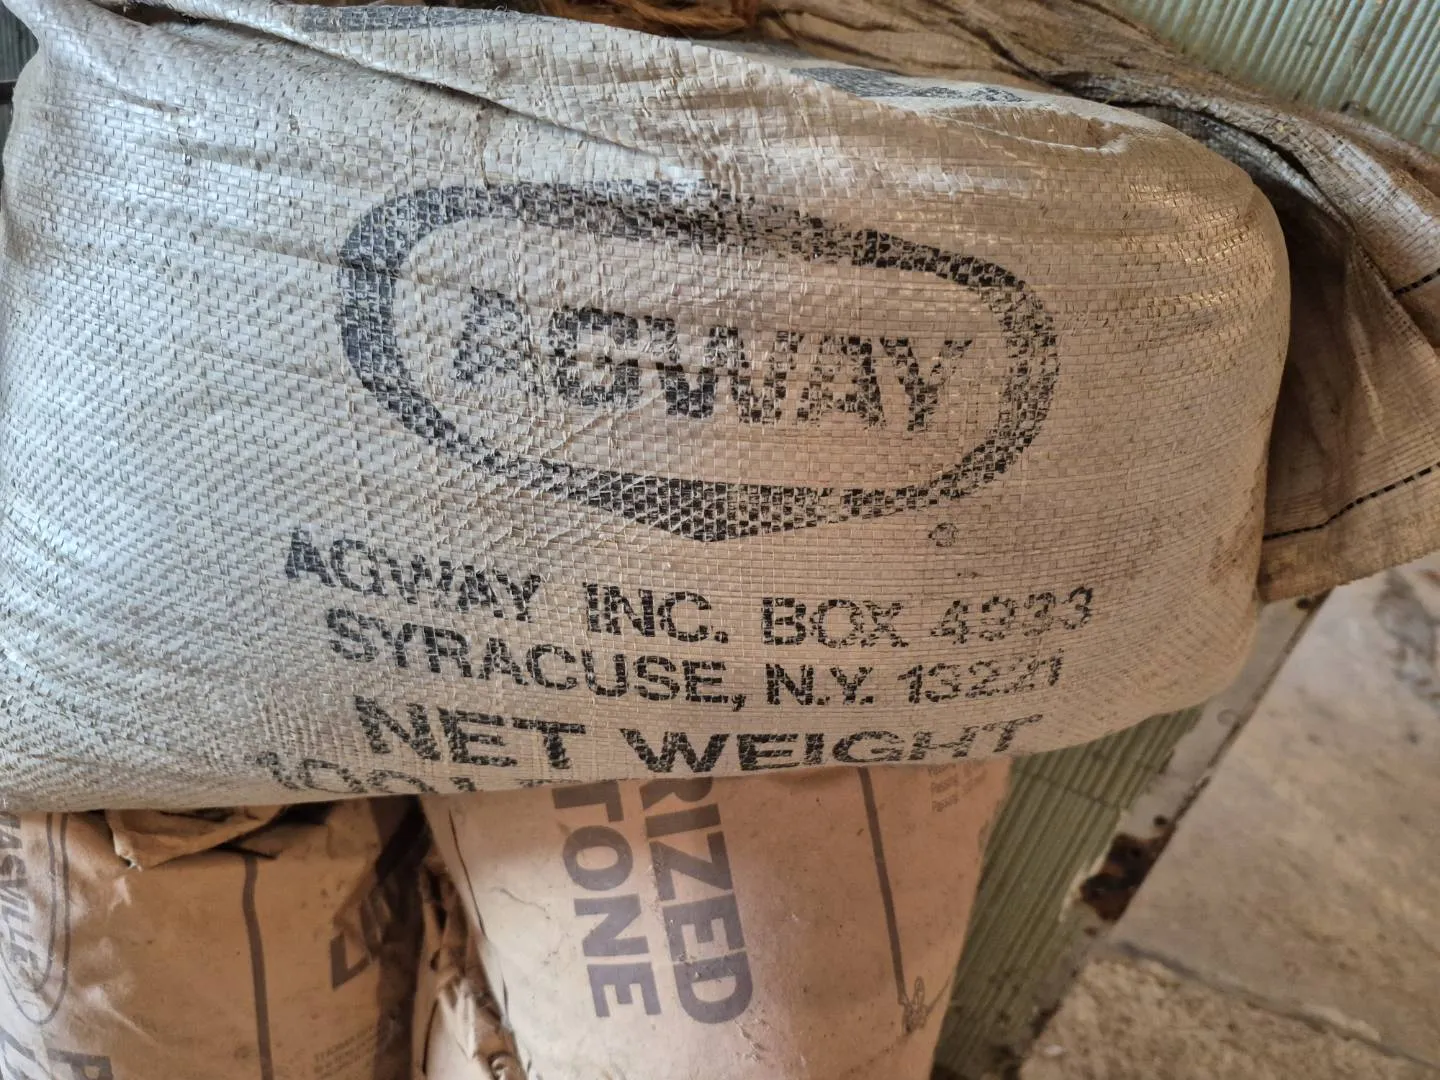 AGWAY
AGWAY INC. BOX 4933
SYRACUSE, N.Y. 13221
NET WEIGHT
RIZED
TONE